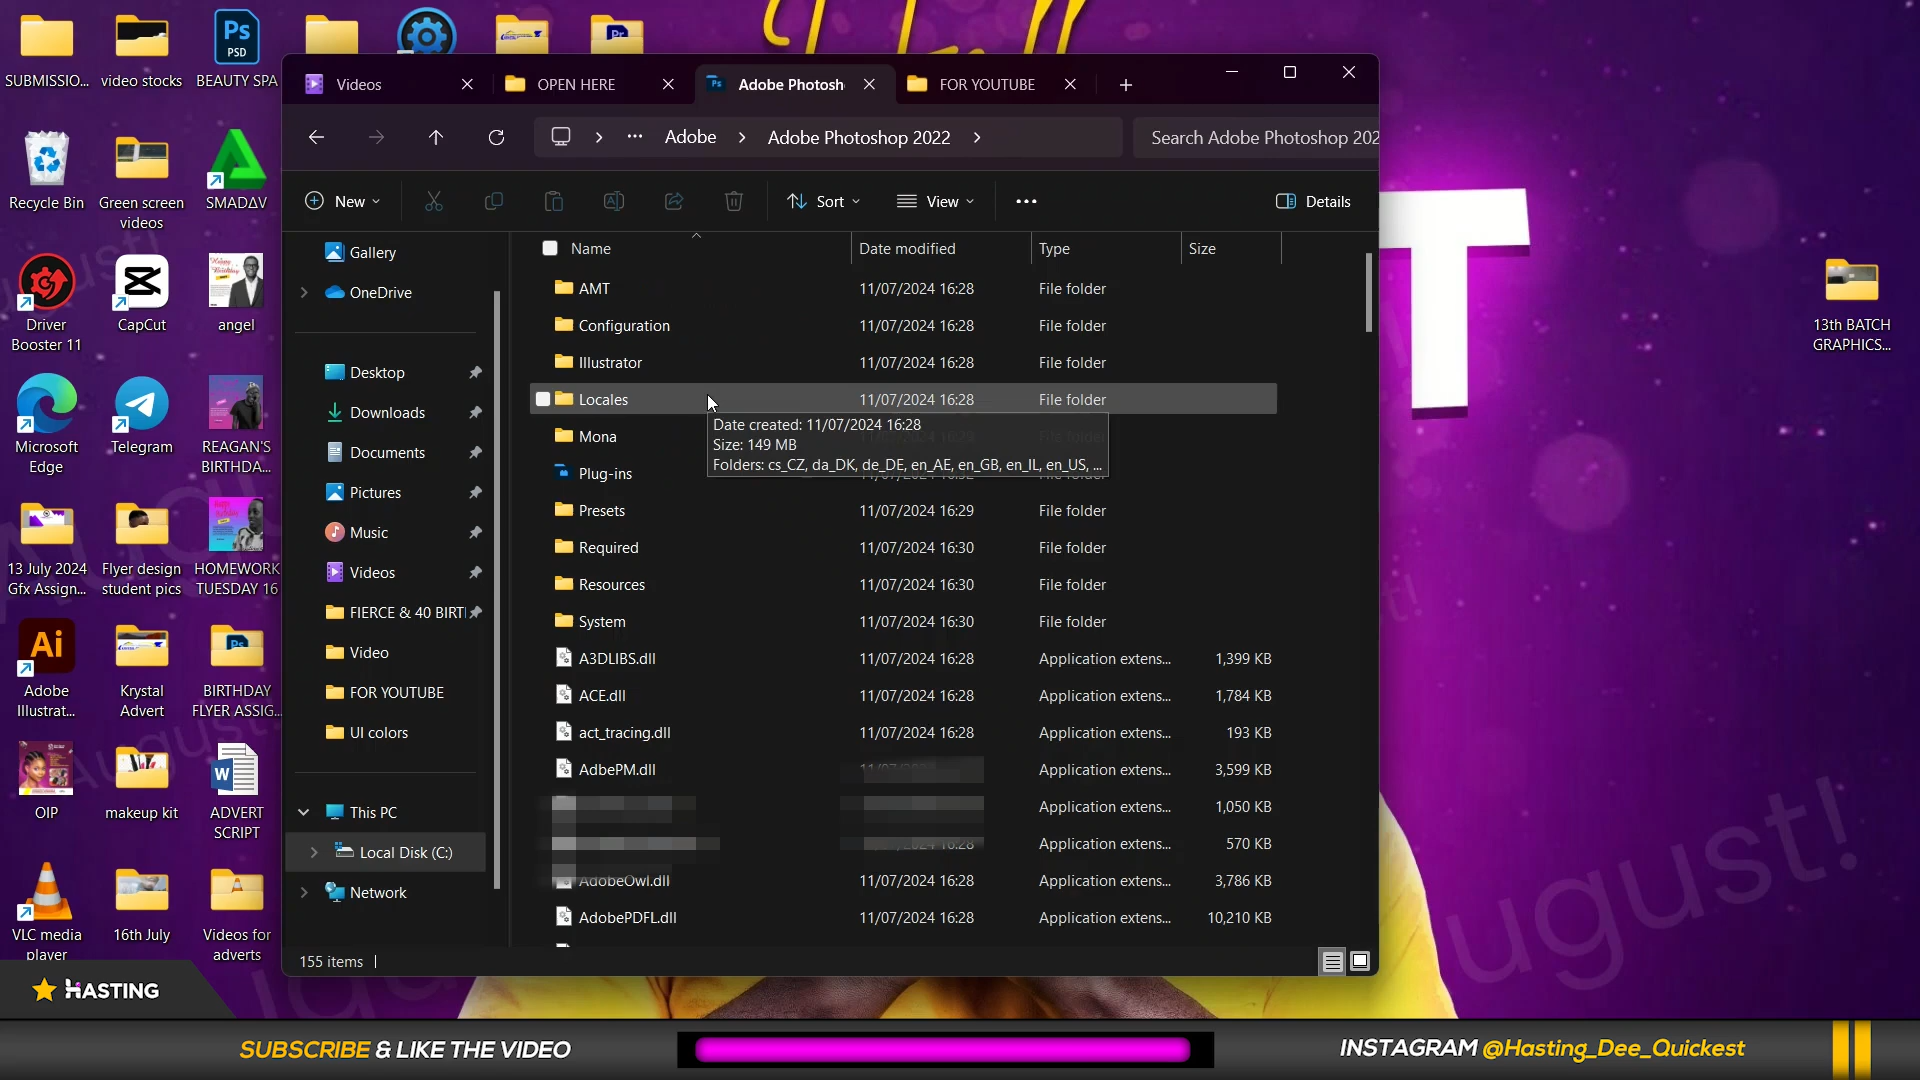 SUBMISSIO...
video stocks
Ps
PSD
BEAUTY SPA
Pr
Videos
OPEN HERE
Adobe Photosh
FOR YOUTUBE
Adobe
Adobe Photoshop 2022
Search Adobe Photoshop 202
New
Sort
View
Details
Recycle Bin
Green screen
videos
SMADAV
Driver
Booster 11
CapCut
angel
Microsoft
Edge
Telegram
REAGAN'S
BIRTHDA...
13 July 2024
Gfx Assign...
Flyer design
student pics
HOMEWORK
TUESDAY 16
Ai
Adobe
Illustrat...
Krystal
Advert
Ps
BIRTHDAY
FLYER ASSIG...
OIP
makeup kit
W
ADVERT
SCRIPT
VLC media
player
16th July
Videos for
adverts
Gallery
OneDrive
Desktop
Downloads
Documents
Pictures
Music
Videos
FIERCE & 40 BIRTI
Video
FOR YOUTUBE
UI colors
This PC
Local Disk (C:)
Network
Name Date modified Type Size
AMT 11/07/2024 16:28 File folder
Configuration 11/07/2024 16:28 File folder
Illustrator 11/07/2024 16:28 File folder
Locales 11/07/2024 16:28 File folder
Date created: 11/07/2024 16:28
Size: 149 MB
Folders: cs_CZ, da_DK, de_DE, en_AE, en_GB, en_IL, en_US, ...
Mona
Plug-ins
Presets 11/07/2024 16:29 File folder
Required 11/07/2024 16:30 File folder
Resources 11/07/2024 16:30 File folder
System 11/07/2024 16:30 File folder
A3DLIBS.dll 11/07/2024 16:28 Application extens... 1,399 KB
ACE.dll 11/07/2024 16:28 Application extens... 1,784 KB
act_tracing.dll 11/07/2024 16:28 Application extens... 193 KB
AdbePM.dll Application extens... 3,599 KB
Application extens... 1,050 KB
Application extens... 570 KB
AdobeOwl.dll 11/07/2024 16:28 Application extens... 3,786 KB
AdobePDFL.dll 11/07/2024 16:28 Application extens... 10,210 KB
155 items
T
13th BATCH
GRAPHICS...
ugust!
HASTING
SUBSCRIBE & LIKE THE VIDEO
INSTAGRAM @Hasting_Dee_Quickest